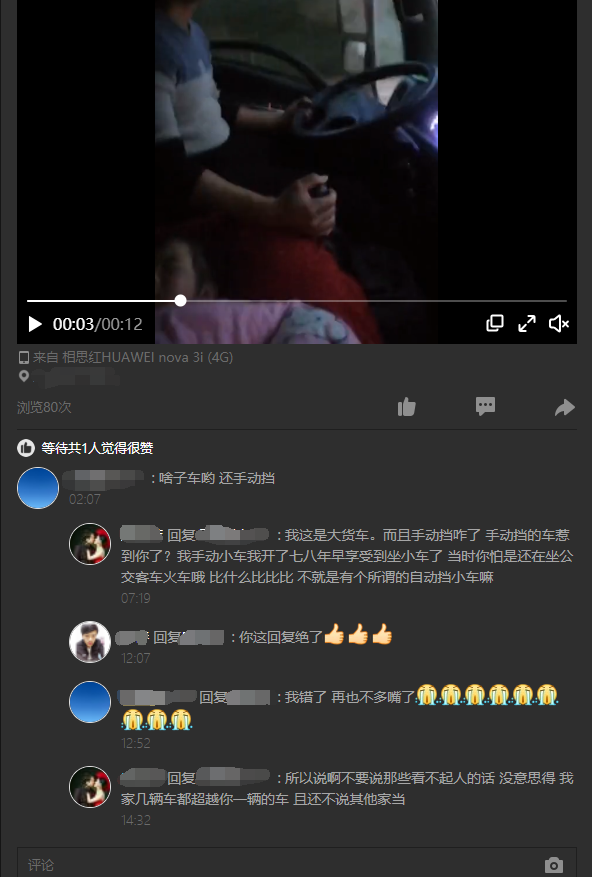 00:03/00:12
来自 相思红HUAWEI nova 3i (4G)
浏览80次
等待共1人觉得很赞
：啥子车哟 还手动挡
02:07
回复 ：我这是大货车。而且手动挡咋了 手动挡的车惹
到你了？我手动小车我开了七八年早享受到坐小车了 当时你怕是还在坐公
交客车火车哦 比什么比比比 不就是有个所谓的自动挡小车嘛
07:19
回复 ：你这回复绝了👍👍👍
12:07
回复 ：我错了 再也不多嘴了😭😭😭😭😭😭
😭😭😭
12:52
回复 ：所以说啊不要说那些看不起人的话 没意思得 我
家几辆车都超越你一辆的车 且还不说其他家当
14:32
评论